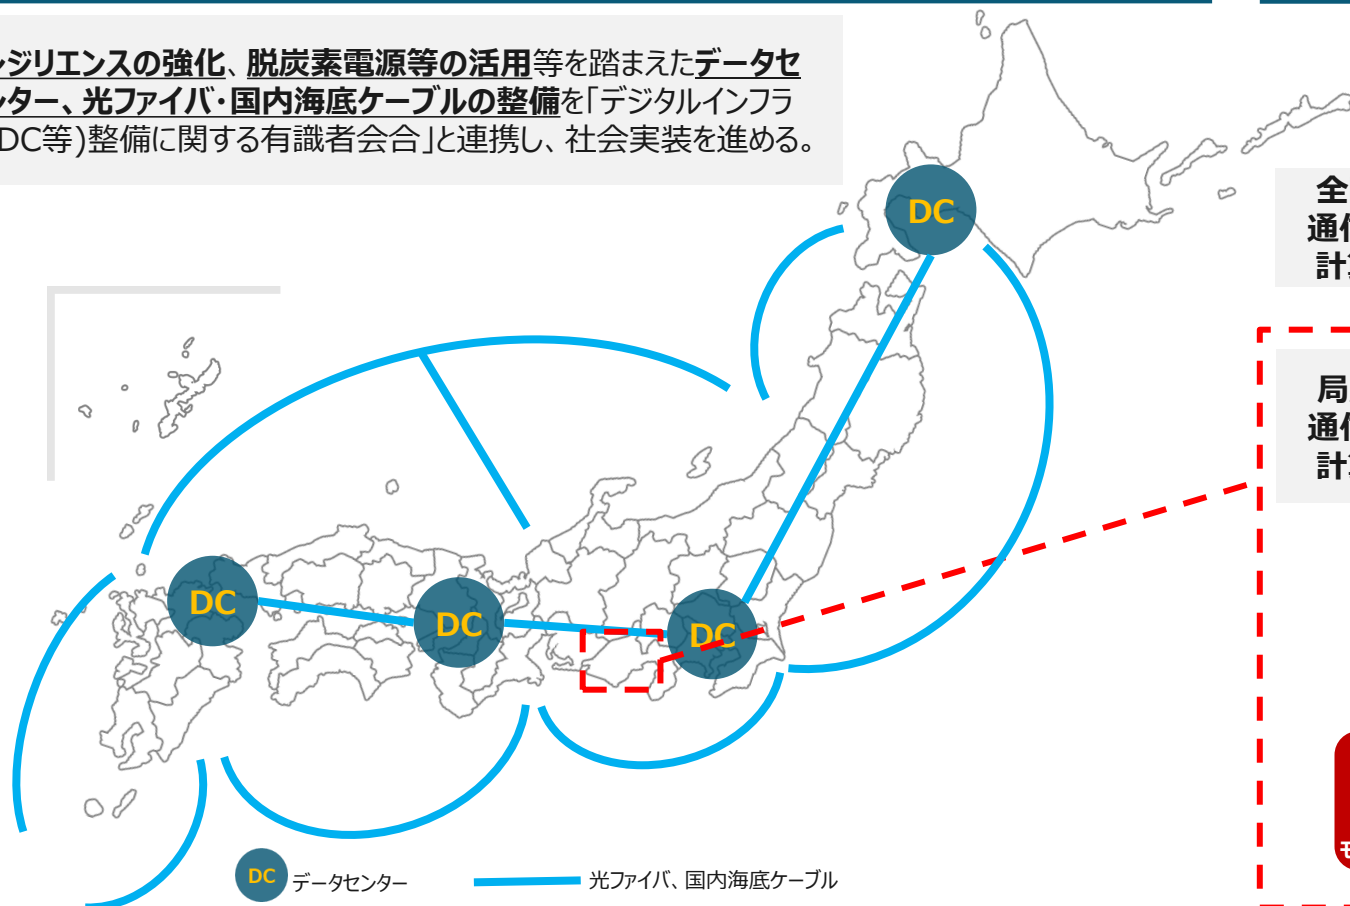 ジリエンスの強化、脱炭素電源等の活用等を踏まえたデータセ
ンター、光ファイバ・国内海底ケーブルの整備を「デジタルインフラ
DC等)整備に関する有識者会合」と連携し、社会実装を進める。
DC
全
通信
計
局
通信
計
DC
DC
DC
DC データセンター
光ファイバ、国内海底ケーブル
モ